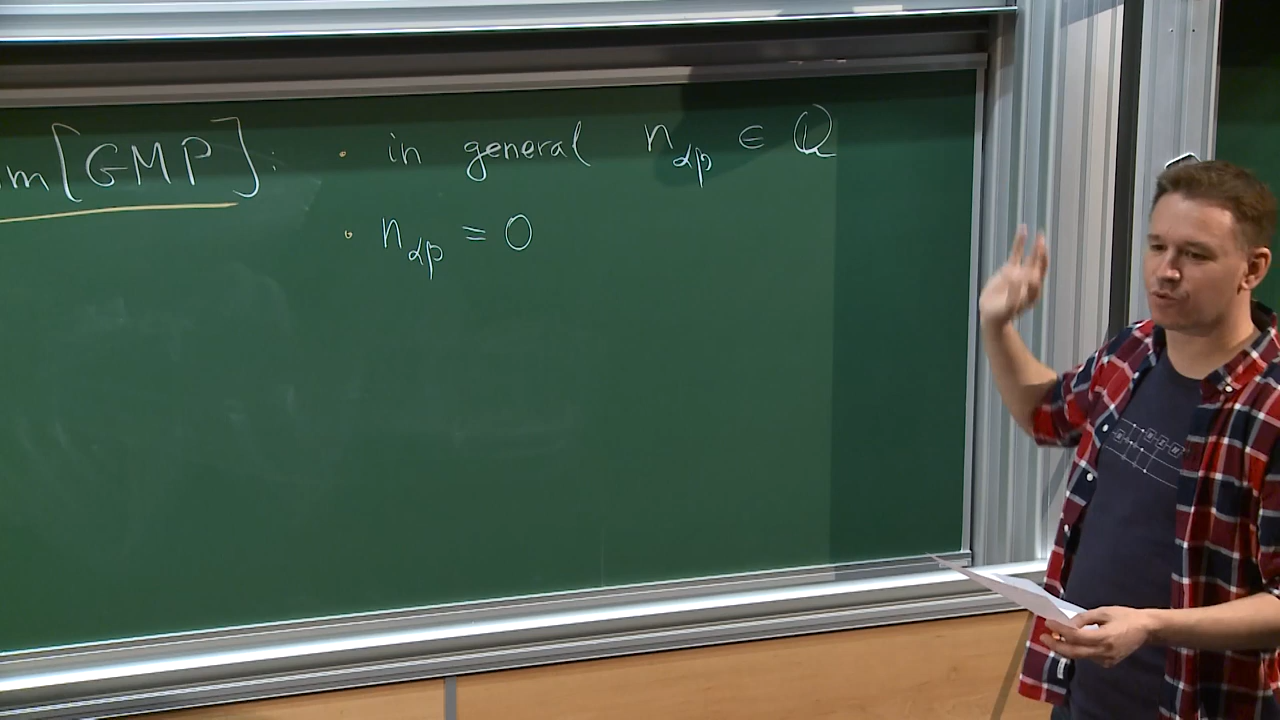 m [GMP]: • in general n_{αβ} ∈ ℚ
• n_{αβ} = 0